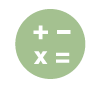 + −
x =